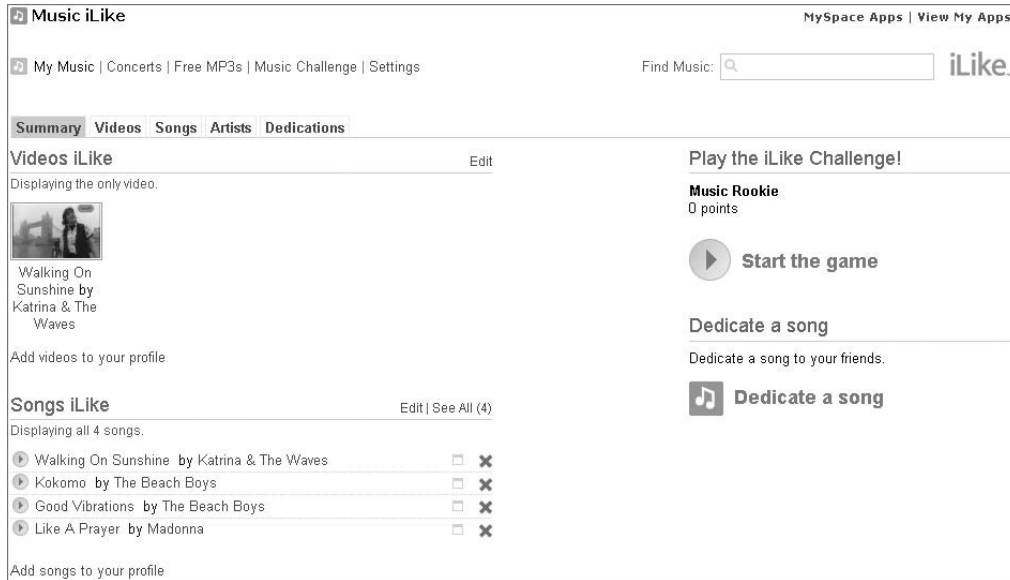 Music iLike
MySpace Apps | View My Apps
My Music | Concerts | Free MP3s | Music Challenge | Settings
Find Music:
iLike
Summary Videos Songs Artists Dedications
Videos iLike
Edit
Displaying the only video.
Walking On
Sunshine by
Katrina & The
Waves
Add videos to your profile
Songs iLike
Edit | See All (4)
Displaying all 4 songs.
Walking On Sunshine by Katrina & The Waves
Kokomo by The Beach Boys
Good Vibrations by The Beach Boys
Like A Prayer by Madonna
Add songs to your profile
Play the iLike Challenge!
Music Rookie
0 points
Start the game
Dedicate a song
Dedicate a song to your friends.
Dedicate a song